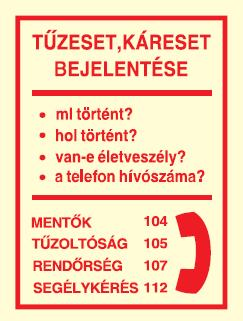 TŰZESET,KÁRESET
BEJELENTÉSE
• mI történt?
• hol történt?
• van-e életveszély?
• a telefon hívószáma?
MENTŐK 104
TŰZOLTÓSÁG 105
RENDŐRSÉG 107
SEGÉLYKÉRÉS 112